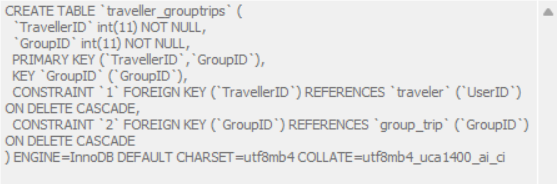 CREATE TABLE `traveller_grouptrips` (
`TravellerID` int(11) NOT NULL,
`GroupID` int(11) NOT NULL,
PRIMARY KEY (`TravellerID`,`GroupID`),
KEY `GroupID` (`GroupID`),
CONSTRAINT `1` FOREIGN KEY (`TravellerID`) REFERENCES `traveler` (`UserID`)
ON DELETE CASCADE,
CONSTRAINT `2` FOREIGN KEY (`GroupID`) REFERENCES `group_trip` (`GroupID`)
ON DELETE CASCADE
) ENGINE=InnoDB DEFAULT CHARSET=utf8mb4 COLLATE=utf8mb4_uca1400_ai_ci